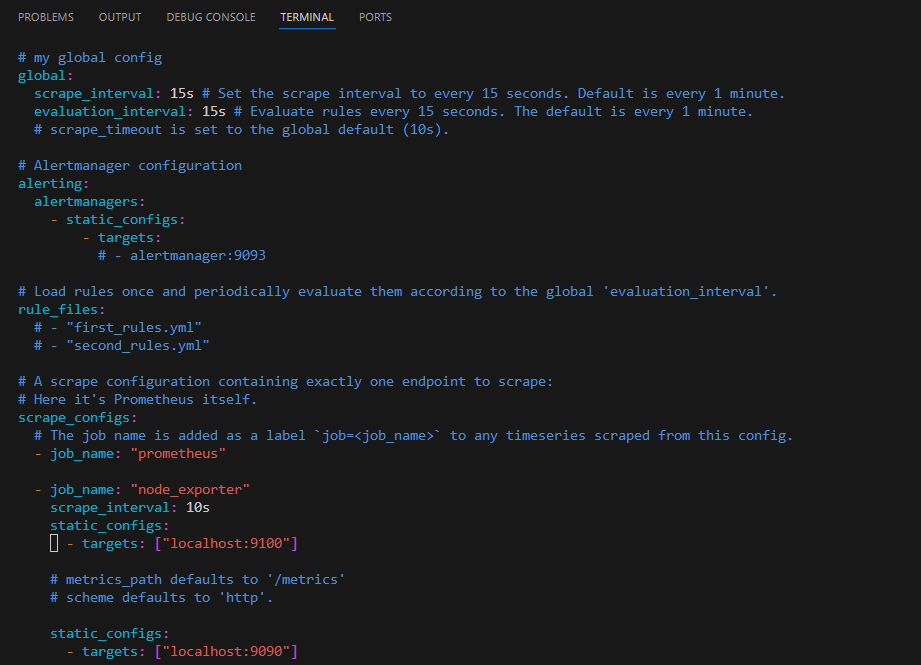 PROBLEMS OUTPUT DEBUG CONSOLE TERMINAL PORTS
# my global config
global:
  scrape_interval: 15s # Set the scrape interval to every 15 seconds. Default is every 1 minute.
  evaluation_interval: 15s # Evaluate rules every 15 seconds. The default is every 1 minute.
  # scrape_timeout is set to the global default (10s).

# Alertmanager configuration
alerting:
  alertmanagers:
    - static_configs:
        - targets:
          # - alertmanager:9093

# Load rules once and periodically evaluate them according to the global 'evaluation_interval'.
rule_files:
  # - "first_rules.yml"
  # - "second_rules.yml"

# A scrape configuration containing exactly one endpoint to scrape:
# Here it's Prometheus itself.
scrape_configs:
  # The job name is added as a label `job=<job_name>` to any timeseries scraped from this config.
  - job_name: "prometheus"

  - job_name: "node_exporter"
    scrape_interval: 10s
    static_configs:
      - targets: ["localhost:9100"]

    # metrics_path defaults to '/metrics'
    # scheme defaults to 'http'.

    static_configs:
      - targets: ["localhost:9090"]